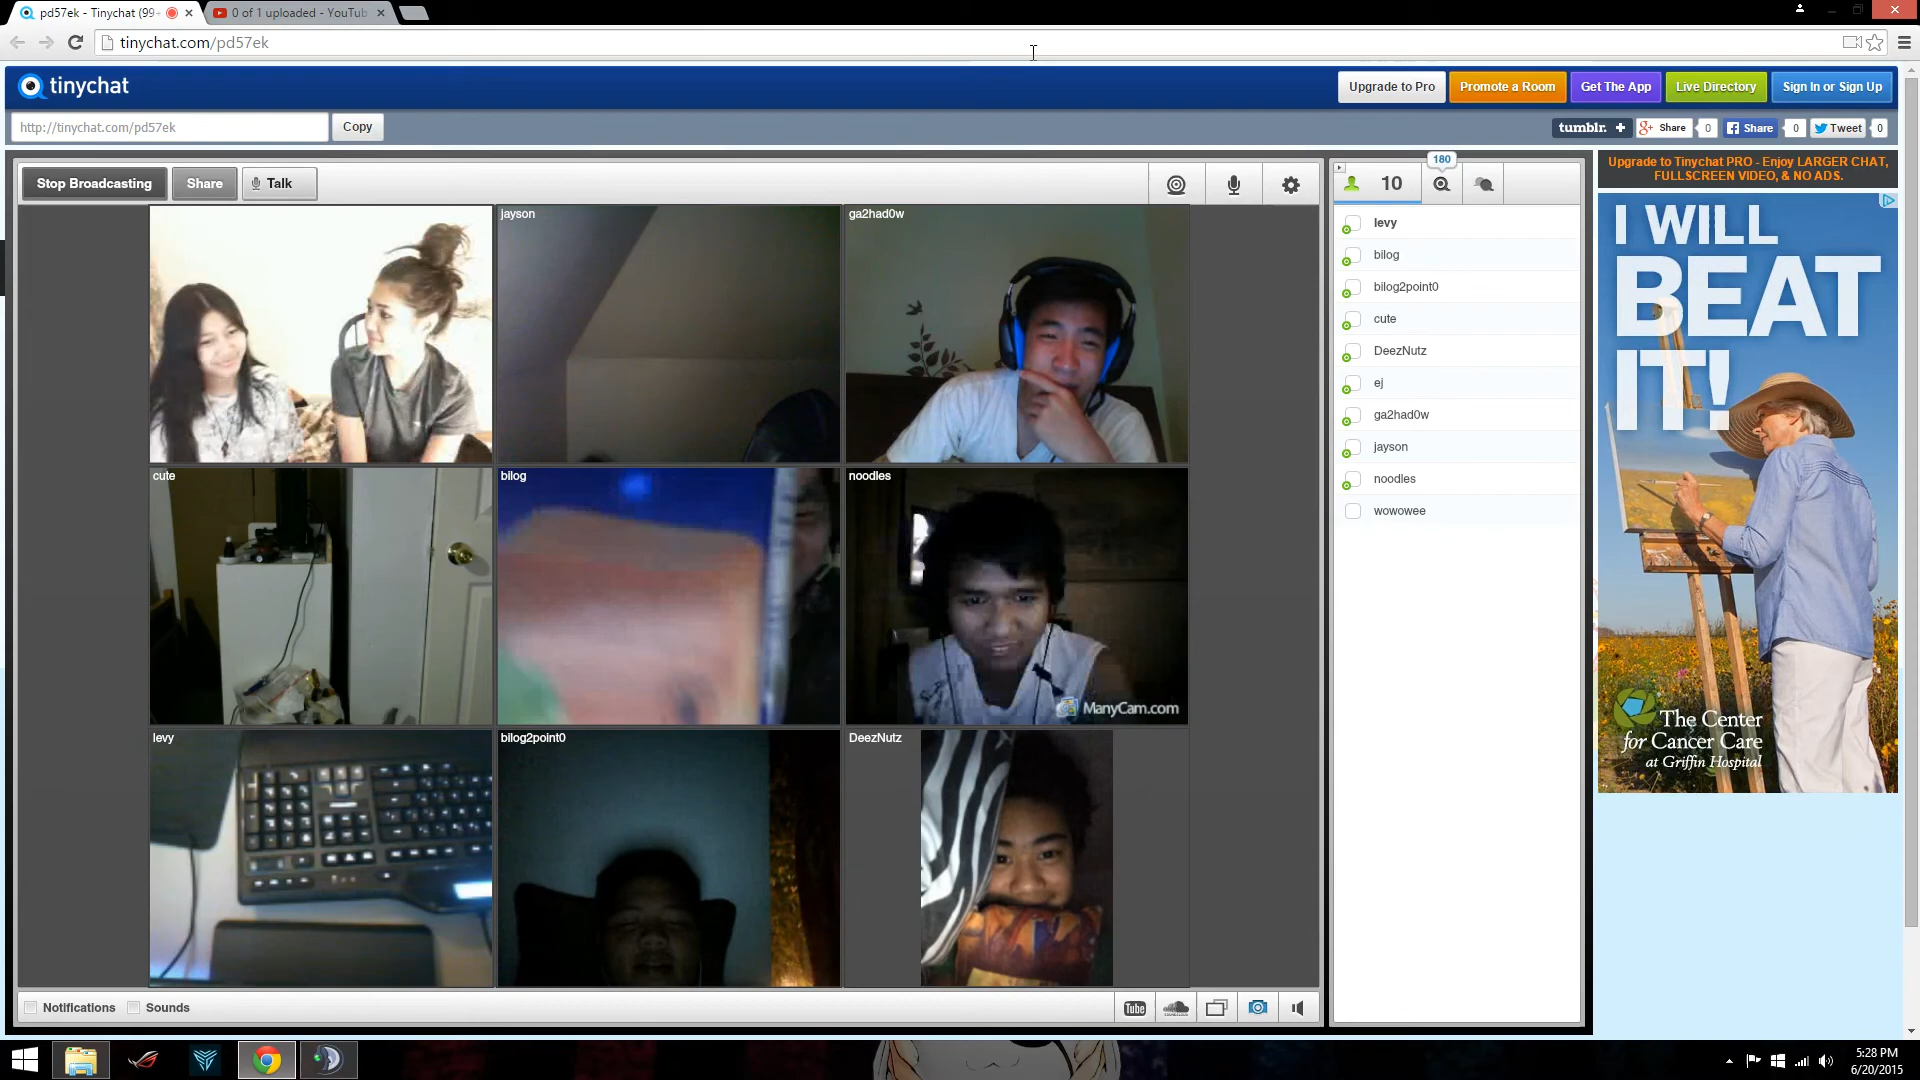 pd57ek - Tinychat (99+
0 of 1 uploaded - YouTub
tinychat.com/pd57ek
tinychat
Upgrade to Pro
Promote a Room
Get The App
Live Directory
Sign In or Sign Up
http://tinychat.com/pd57ek
Copy
tumblr. +
g+ Share 0
f Share 0
Tweet 0
Stop Broadcasting
Share
Talk
180
10
Upgrade to Tinychat PRO - Enjoy LARGER CHAT,
FULLSCREEN VIDEO, & NO ADS.
jayson
ga2had0w
cute
bilog
noodles
ManyCam.com
levy
bilog2point0
DeezNutz
levy
bilog
bilog2point0
cute
DeezNutz
ej
ga2had0w
jayson
noodles
wowowee
I WILL
BEAT
IT!
The Center
for Cancer Care
at Griffin Hospital
Notifications
Sounds
Tube
5:28 PM
6/20/2015